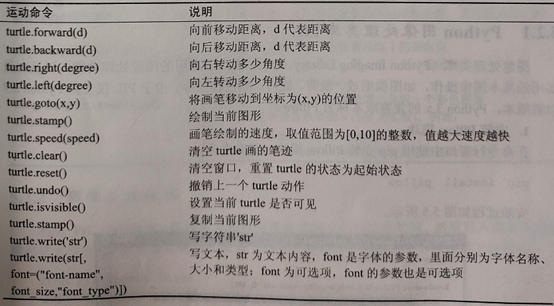 运动命令 说明
turtle.forward(d) 向前移动距离，d 代表距离
turtle.backward(d) 向后移动距离，d 代表距离
turtle.right(degree) 向右转动多少角度
turtle.left(degree) 向左转动多少角度
turtle.goto(x,y) 将画笔移动到坐标为(x,y)的位置
turtle.stamp() 绘制当前图形
turtle.speed(speed) 画笔绘制的速度，取值范围为[0,10]的整数，值越大速度越快
turtle.clear() 清空 turtle 画的笔迹
turtle.reset() 清空窗口，重置 turtle 的状态为起始状态
turtle.undo() 撤销上一个 turtle 动作
turtle.isvisible() 设置当前 turtle 是否可见
turtle.stamp() 复制当前图形
turtle.write('str') 写字符串'str'
turtle.write(str[, 写文本，str 为文本内容，font 是字体的参数，里面分别为字体名称、
font=("font-name", 大小和类型；font 为可选项，font 的参数也是可选项
font_size,"font_type")])